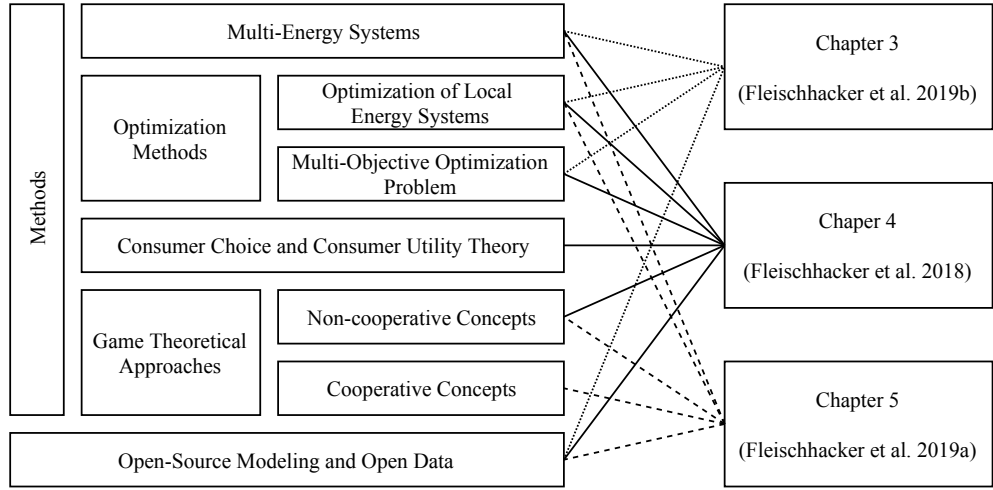 Methods
Multi-Energy Systems
Optimization
Methods
Optimization of Local
Energy Systems
Multi-Objective Optimization
Problem
Consumer Choice and Consumer Utility Theory
Game Theoretical
Approaches
Non-cooperative Concepts
Cooperative Concepts
Open-Source Modeling and Open Data
Chapter 3
(Fleischhacker et al. 2019b)
Chaper 4
(Fleischhacker et al. 2018)
Chapter 5
(Fleischhacker et al. 2019a)